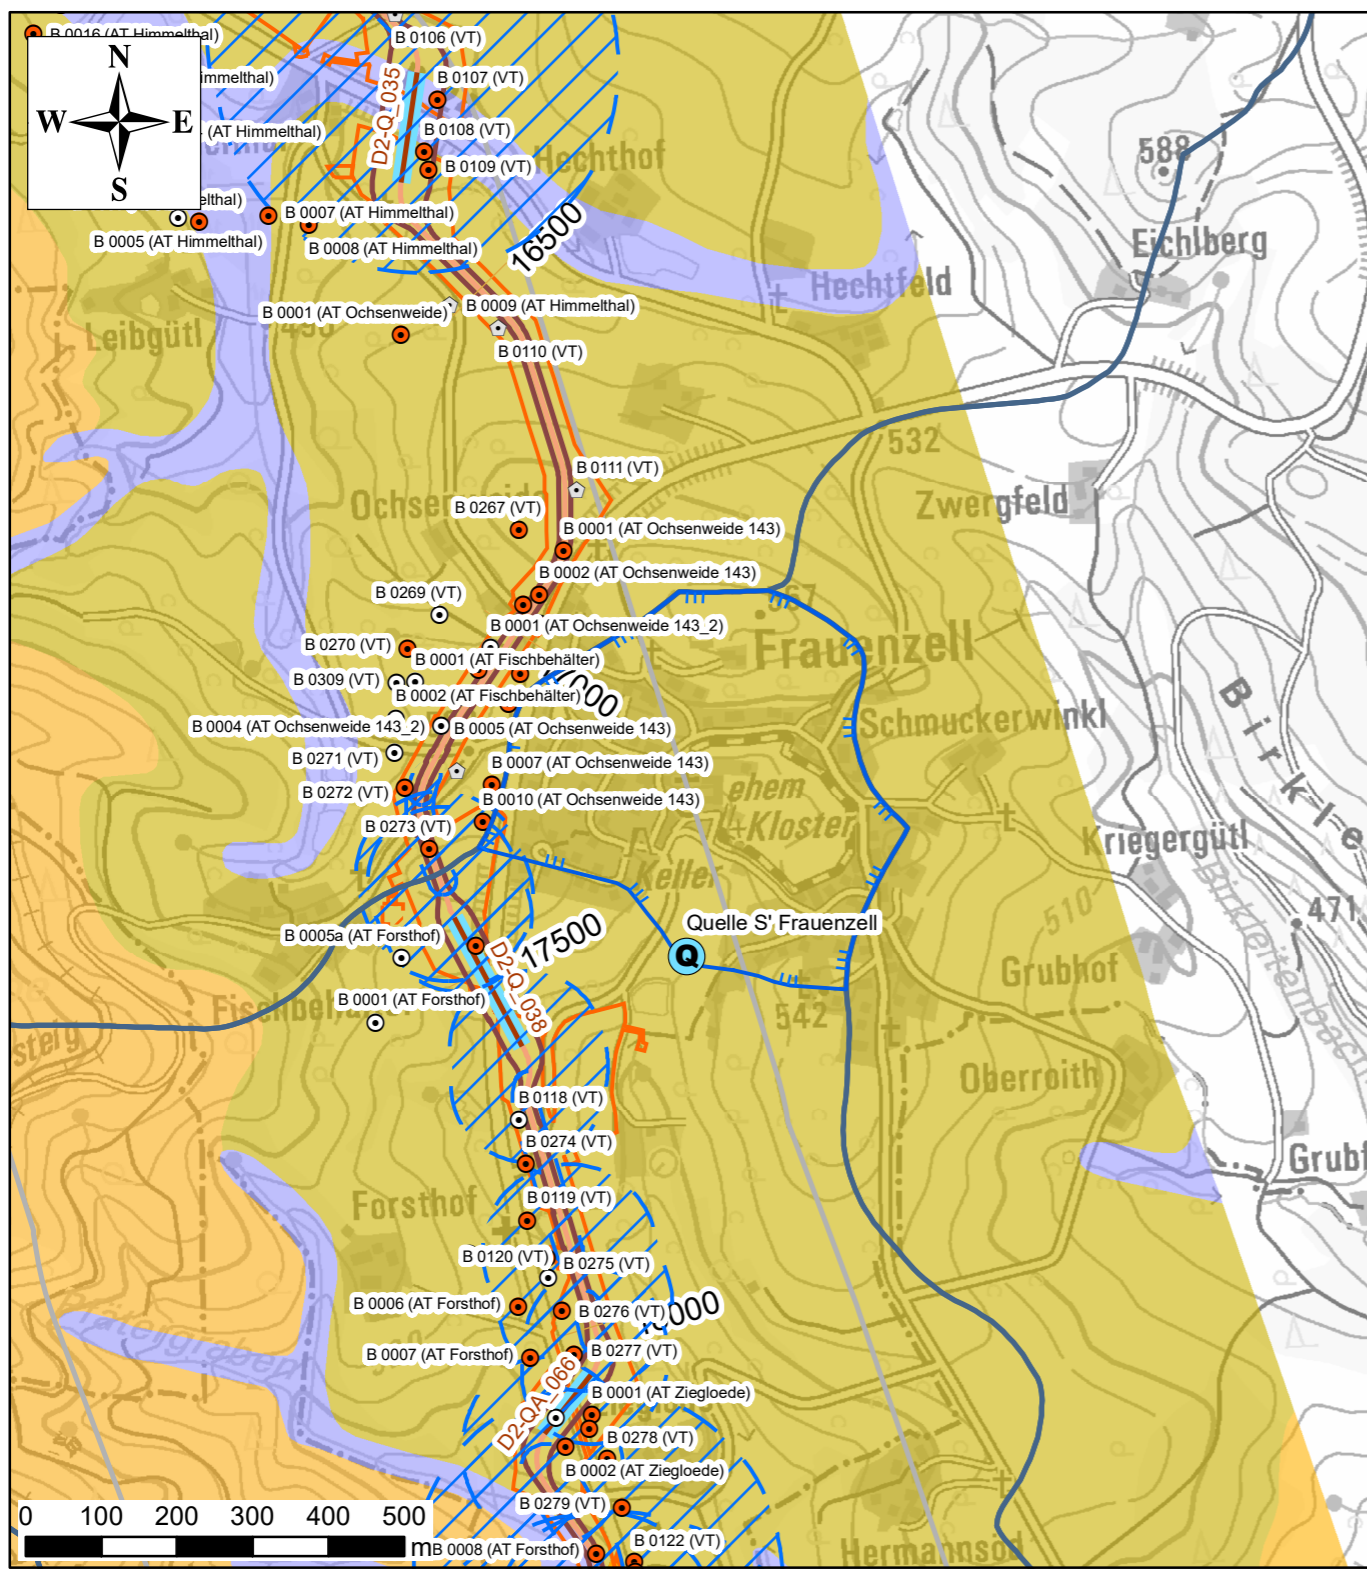 B 0016 (AT Himmelthal)
B 0106 (VT)
N
W
E
S
D2-Q_035
B 0107 (VT)
B 0108 (VT)
B 0109 (VT)
(AT Himmelthal)
Hechthof
588
Eichlberg
B 0005 (AT Himmelthal)
B 0007 (AT Himmelthal)
B 0008 (AT Himmelthal)
16500
Hechtfeld
B 0009 (AT Himmelthal)
B 0001 (AT Ochsenweide)
Leibgütl
B 0110 (VT)
532
B 0111 (VT)
Zwergfeld
B 0267 (VT)
B 0001 (AT Ochsenweide 143)
B 0002 (AT Ochsenweide 143)
B 0269 (VT)
B 0001 (AT Ochsenweide 143_2)
B 0270 (VT)
B 0001 (AT Fischbehälter)
Frauenzell
B 0309 (VT)
B 0002 (AT Fischbehälter)
B 0004 (AT Ochsenweide 143_2)
B 0005 (AT Ochsenweide 143)
Schmuckerwinkl
B 0271 (VT)
B 0007 (AT Ochsenweide 143)
B 0272 (VT)
B 0010 (AT Ochsenweide 143)
ehem
Kloster
B 0273 (VT)
Keller
Kriegergütl
510
471
B 0005a (AT Forsthof)
17500
D2-Q_038
Quelle S' Frauenzell
Q
Grubhof
B 0001 (AT Forsthof)
542
Oberroith
B 0118 (VT)
B 0274 (VT)
Forsthof
B 0119 (VT)
B 0120 (VT)
B 0275 (VT)
B 0006 (AT Forsthof)
B 0276 (VT)
B 0007 (AT Forsthof)
B 0277 (VT)
D2-QA_066
B 0001 (AT Ziegloede)
B 0278 (VT)
B 0002 (AT Ziegloede)
B 0279 (VT)
B 0122 (VT)
B 0008 (AT Forsthof)
Hermannsöd
0 100 200 300 400 500
m